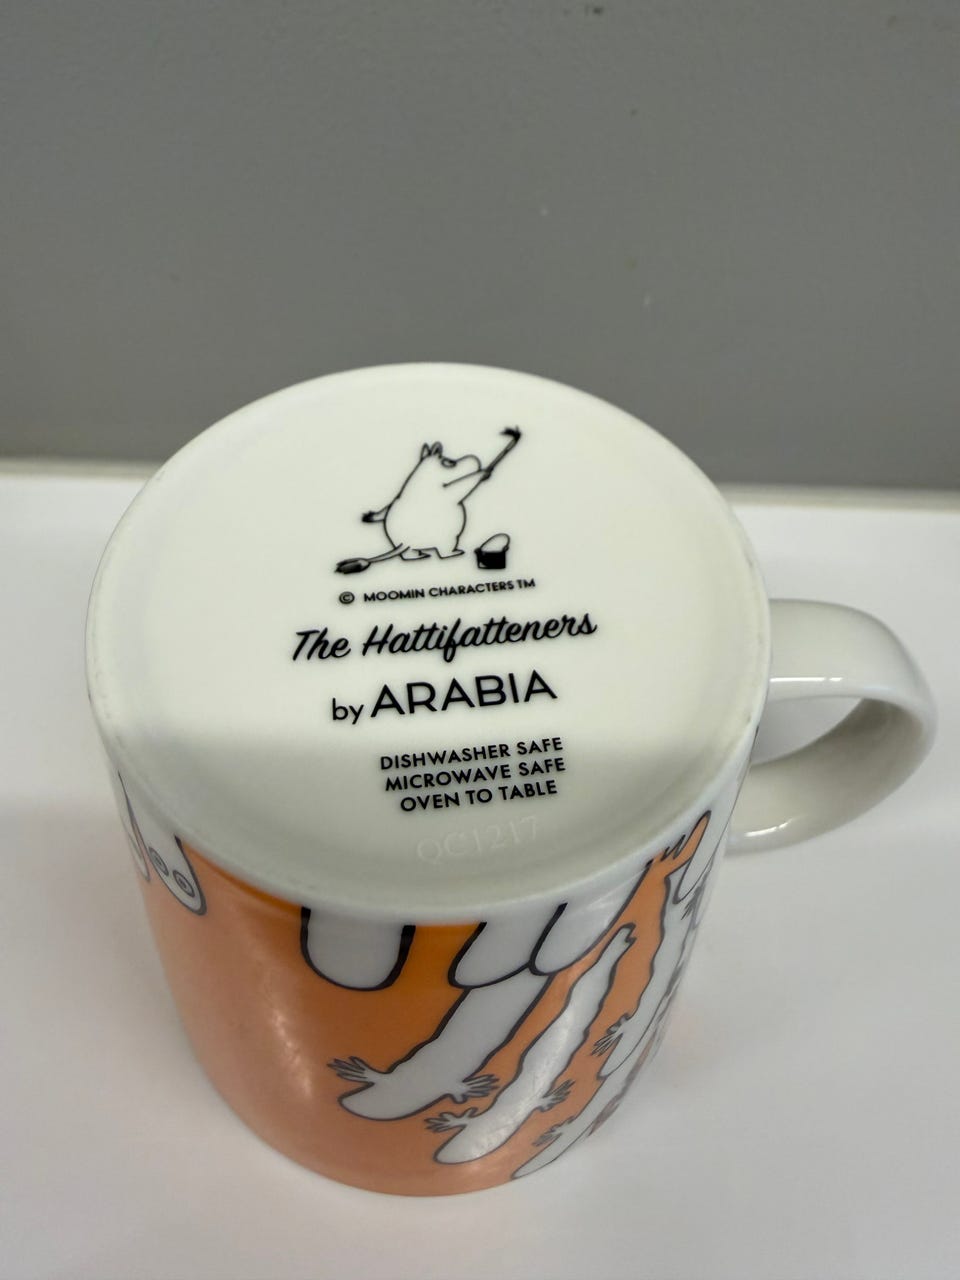 © MOOMIN CHARACTERS TM
The Hattifatteners
by ARABIA
DISHWASHER SAFE
MICROWAVE SAFE
OVEN TO TABLE
QC1217